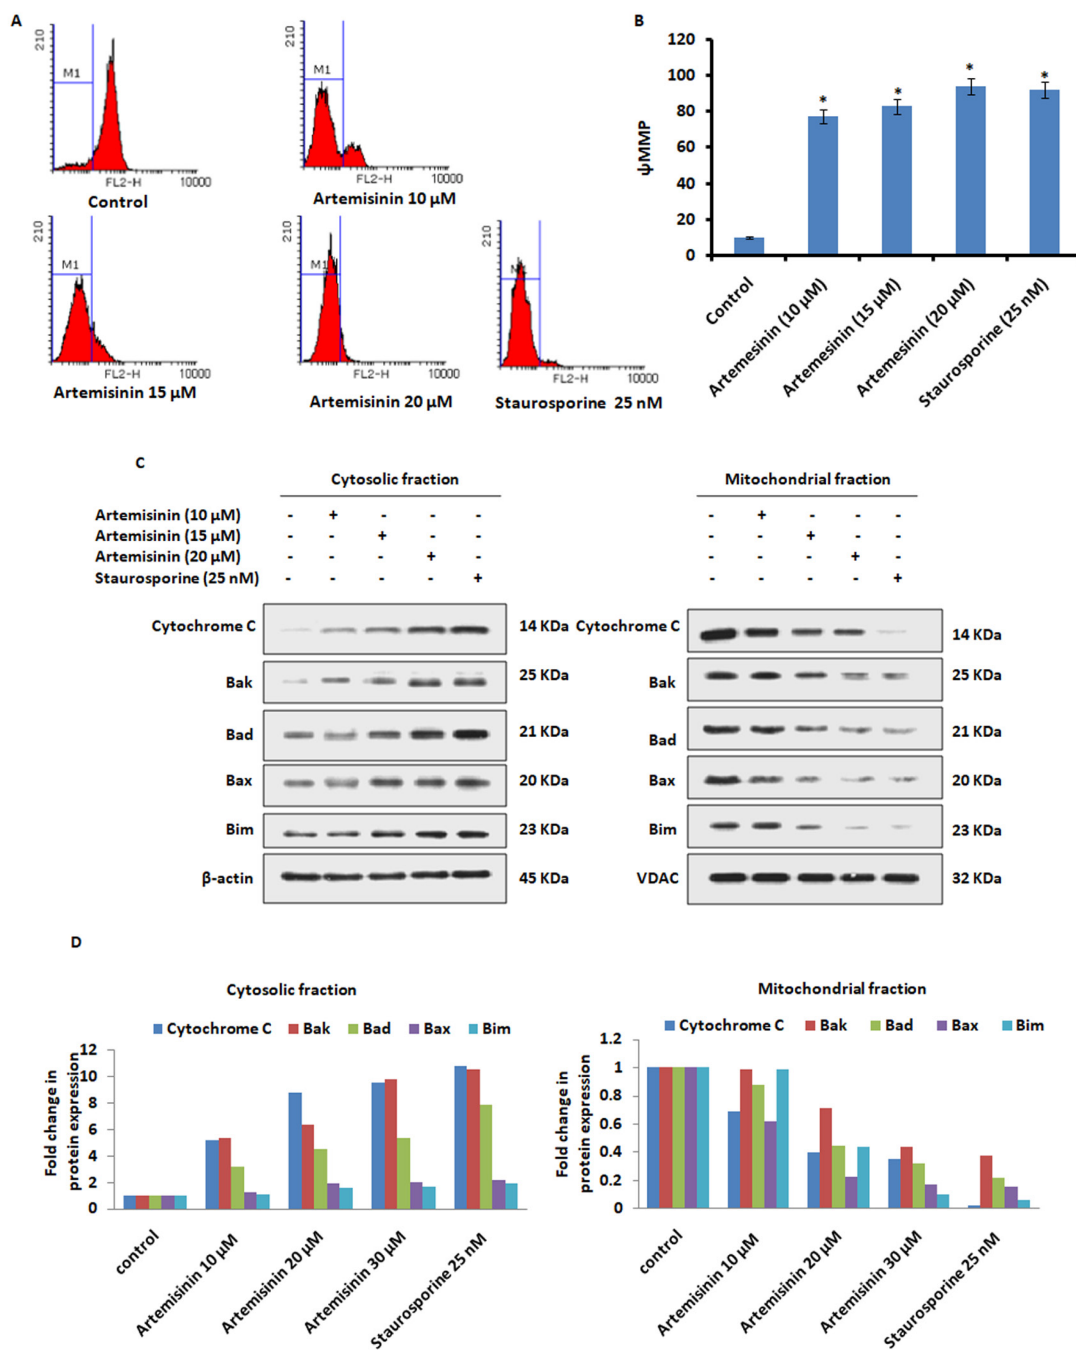 A
210
M1
FL2-H
10000
Control
210
M1
FL2-H
10000
Artemisinin 10 μM
210
M1
FL2-H
10000
Artemisinin 15 μM
210
M1
FL2-H
10000
Artemisinin 20 μM
210
FL2-H
10000
Staurosporine 25 nM
B
ψMMP
120
100
80
60
40
20
0
*
*
*
*
Control
Artemesinin (10 μM)
Artemesinin (15 μM)
Artemesinin (20 μM)
Staurosporine (25 nM)
C
Cytosolic fraction
Mitochondrial fraction
Artemisinin (10 μM) - + - - - - + - - -
Artemisinin (15 μM) - - + - - - - + - -
Artemisinin (20 μM) - - - + - - - - + -
Staurosporine (25 nM) - - - - + - - - - +
Cytochrome C 14 KDa Cytochrome C 14 KDa
Bak 25 KDa Bak 25 KDa
Bad 21 KDa Bad 21 KDa
Bax 20 KDa Bax 20 KDa
Bim 23 KDa Bim 23 KDa
β-actin 45 KDa VDAC 32 KDa
D
Cytosolic fraction
Cytochrome C Bak Bad Bax Bim
Fold change in
protein expression
12
10
8
6
4
2
0
control
Artemisinin 10 μM
Artemisinin 20 μM
Artemisinin 30 μM
Staurosporine 25 nM
Mitochondrial fraction
Cytochrome C Bak Bad Bax Bim
Fold change in
protein expression
1.2
1
0.8
0.6
0.4
0.2
0
control
Artemisinin 10 μM
Artemisinin 20 μM
Artemisinin 30 μM
Staurosporine 25 nM